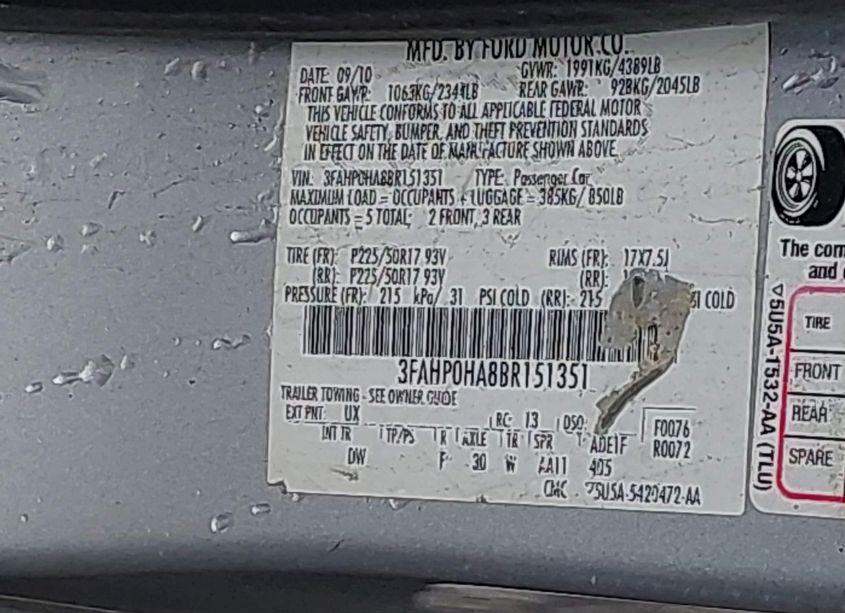 MFD. BY FORD MOTOR CO.
DATE: 09/10 GVWR: 1991KG/4389LB
FRONT GAWR: 1063KG/2344LB REAR GAWR: 928KG/2045LB
THIS VEHICLE CONFORMS TO ALL APPLICABLE FEDERAL MOTOR
VEHICLE SAFETY, BUMPER, AND THEFT PREVENTION STANDARDS
IN EFFECT ON THE DATE OF MANUFACTURE SHOWN ABOVE.
VIN: 3FAHP0HA8BR151351 TYPE: Passenger Car
MAXIMUM LOAD = OCCUPANTS + LUGGAGE = 385KG/ 850LB
OCCUPANTS = 5 TOTAL; 2 FRONT, 3 REAR
TIRE (FR): P225/50R17 93V RIMS (FR): 17X7.5J
(RR): P225/50R17 93V (RR):
PRESSURE (FR): 215 kPa/ 31 PSI COLD (RR): 215 SI COLD
3FAHP0HA8BR151351
TRAILER TOWING - SEE OWNER GUIDE
EXT PNT: UX RC: 13 DSO: F0076
INT TR TP/PS R AXLE TR SPR ADE1F R0072
DW F 30 W AA11 405
CMC 5U5A-5420472-AA
The com
and
TIRE
FRONT
REAR
SPARE
5U5A-1532-AA (TLU)